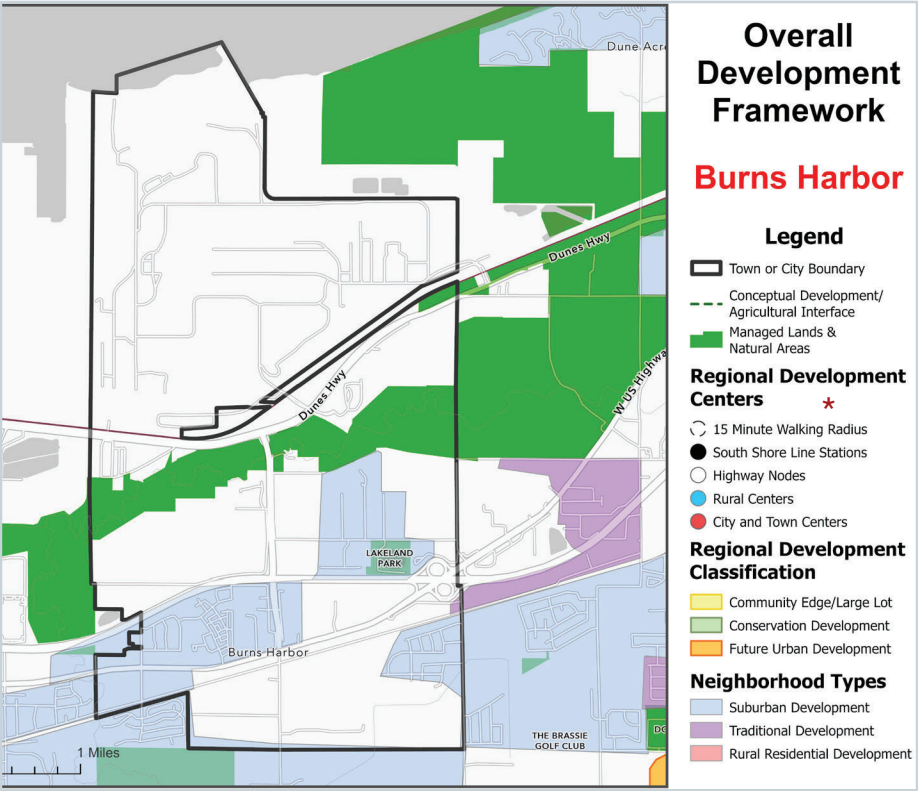 Overall
Development
Framework
Burns Harbor
Legend
Town or City Boundary
Conceptual Development/
Agricultural Interface
Managed Lands &
Natural Areas
Regional Development
Centers *
15 Minute Walking Radius
South Shore Line Stations
Highway Nodes
Rural Centers
City and Town Centers
Regional Development
Classification
Community Edge/Large Lot
Conservation Development
Future Urban Development
Neighborhood Types
Suburban Development
Traditional Development
Rural Residential Development
Dune Acre
Dunes Hwy
Dunes Hwy
W US Highwa
LAKELAND
PARK
Burns Harbor
THE BRASSIE
GOLF CLUB
DO
1 Miles